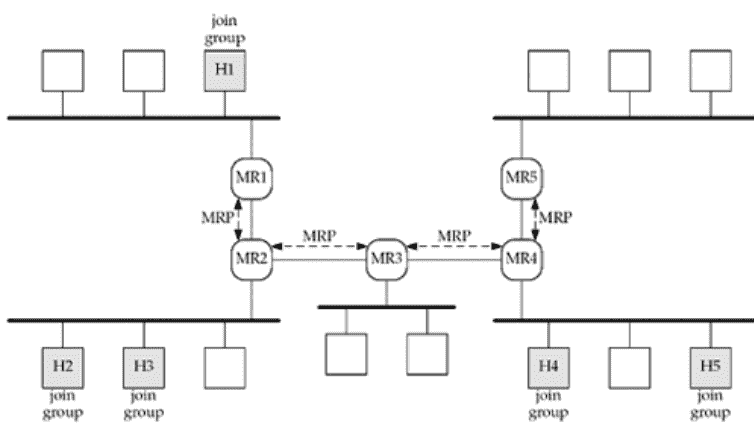 join
group
H1
MR1
MR5
MRP
MRP
MRP
MRP
MR2
MR3
MR4
H2
H3
H4
H5
join
group
join
group
join
group
join
group